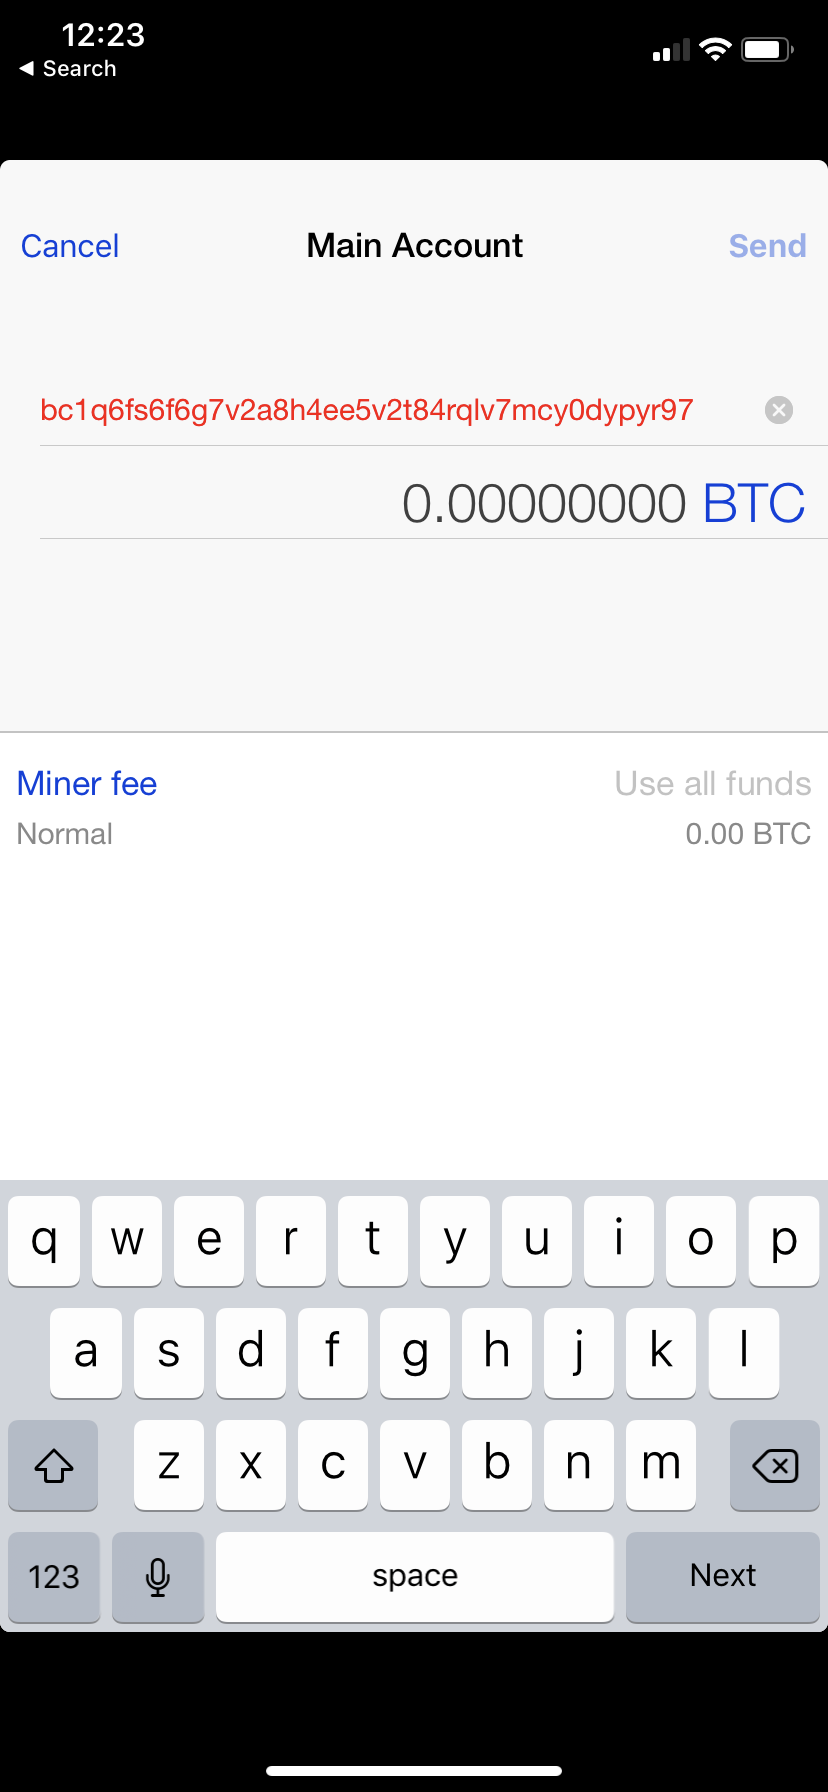 12:23
◀ Search
Cancel Main Account Send
bc1q6fs6f6g7v2a8h4ee5v2t84rqlv7mcy0dypyr97
0.00000000 BTC
Miner fee Use all funds
Normal 0.00 BTC
q w e r t y u i o p
a s d f g h j k l
z x c v b n m
123 space Next